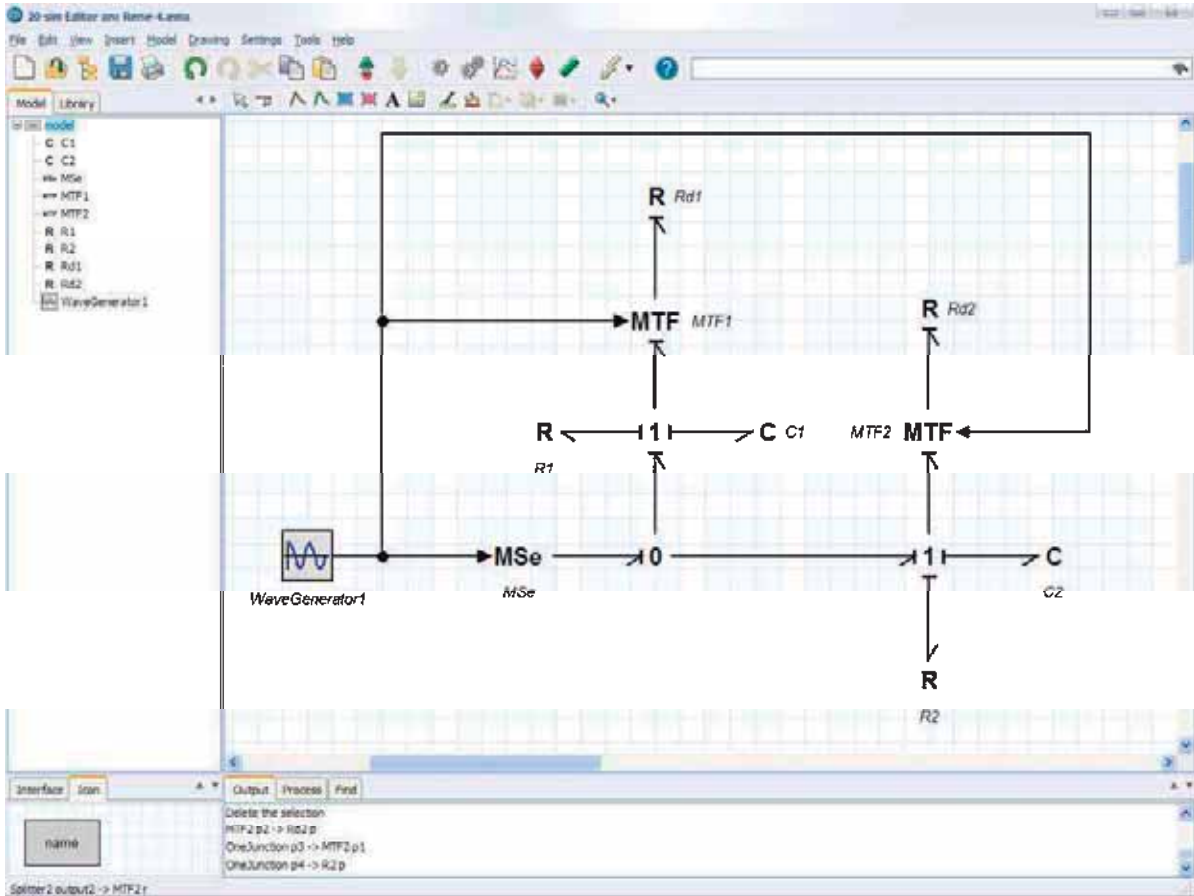 20-sim Editor
File Edit View Insert Model Drawing Settings Tools Help
Model Library
model
C C1
C C2
MSe
MTF1
MTF2
R R1
R R2
R Rd1
R Rd2
WaveGenerator1
R Rd1
R Rd2
MTF MTF1
R 1 C C1 MTF2 MTF
R1
MSe 0 1 C
WaveGenerator1 MSe C2
R
R2
Interface Icon
Output Process Find
name
Delete the selection
MTF2 p2 -> Rd2 p
OneJunction p3 -> MTF2 p1
OneJunction p4 -> R2 p
Splitter2 output2 -> MTF2 r